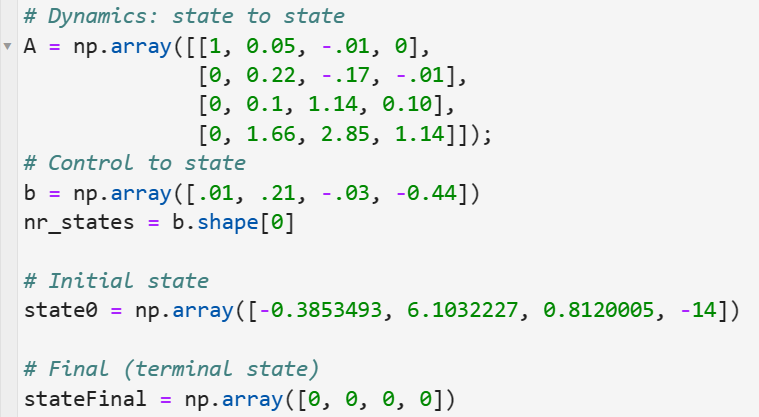 # Dynamics: state to state
A = np.array([[1, 0.05, -.01, 0],
[0, 0.22, -.17, -.01],
[0, 0.1, 1.14, 0.10],
[0, 1.66, 2.85, 1.14]]);
# Control to state
b = np.array([.01, .21, -.03, -0.44])
nr_states = b.shape[0]
# Initial state
state0 = np.array([-0.3853493, 6.1032227, 0.8120005, -14])
# Final (terminal state)
stateFinal = np.array([0, 0, 0, 0])